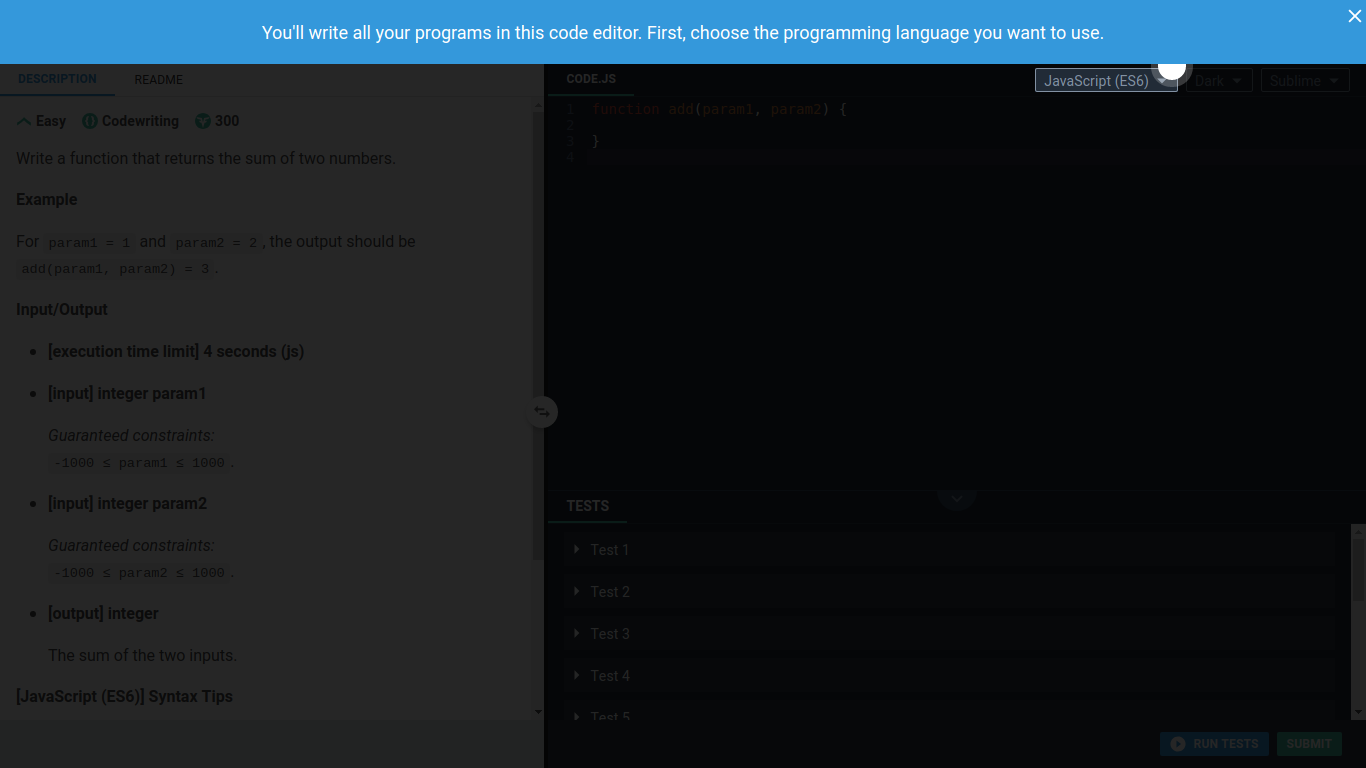 You'll write all your programs in this code editor. First, choose the programming language you want to use.
DESCRIPTION
README
Easy
Codewriting
300
Write a function that returns the sum of two numbers.
Example
For param1 = 1 and param2 = 2, the output should be
add(param1, param2) = 3.
Input/Output
[execution time limit] 4 seconds (js)
[input] integer param1
Guaranteed constraints:
-1000 ≤ param1 ≤ 1000.
[input] integer param2
Guaranteed constraints:
-1000 ≤ param2 ≤ 1000.
[output] integer
The sum of the two inputs.
[JavaScript (ES6)] Syntax Tips
CODE.JS
JavaScript (ES6)
Dark
Sublime
1 function add(param1, param2) {
2
3 }
4
TESTS
Test 1
Test 2
Test 3
Test 4
Test 5
RUN TESTS
SUBMIT